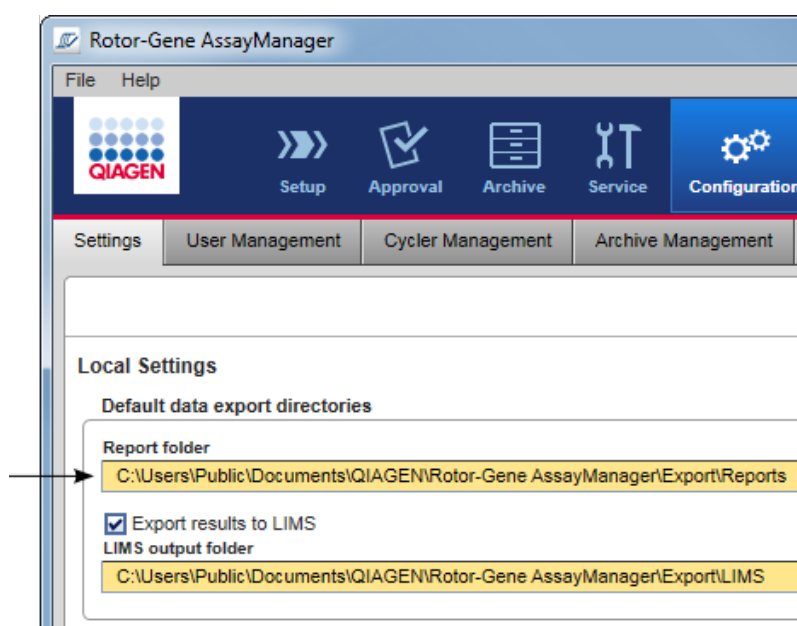 Rotor-Gene AssayManager
File Help
QIAGEN
Setup Approval Archive Service Configuration
Settings User Management Cycler Management Archive Management
Local Settings
Default data export directories
Report folder
C:\Users\Public\Documents\QIAGEN\Rotor-Gene AssayManager\Export\Reports
Export results to LIMS
LIMS output folder
C:\Users\Public\Documents\QIAGEN\Rotor-Gene AssayManager\Export\LIMS